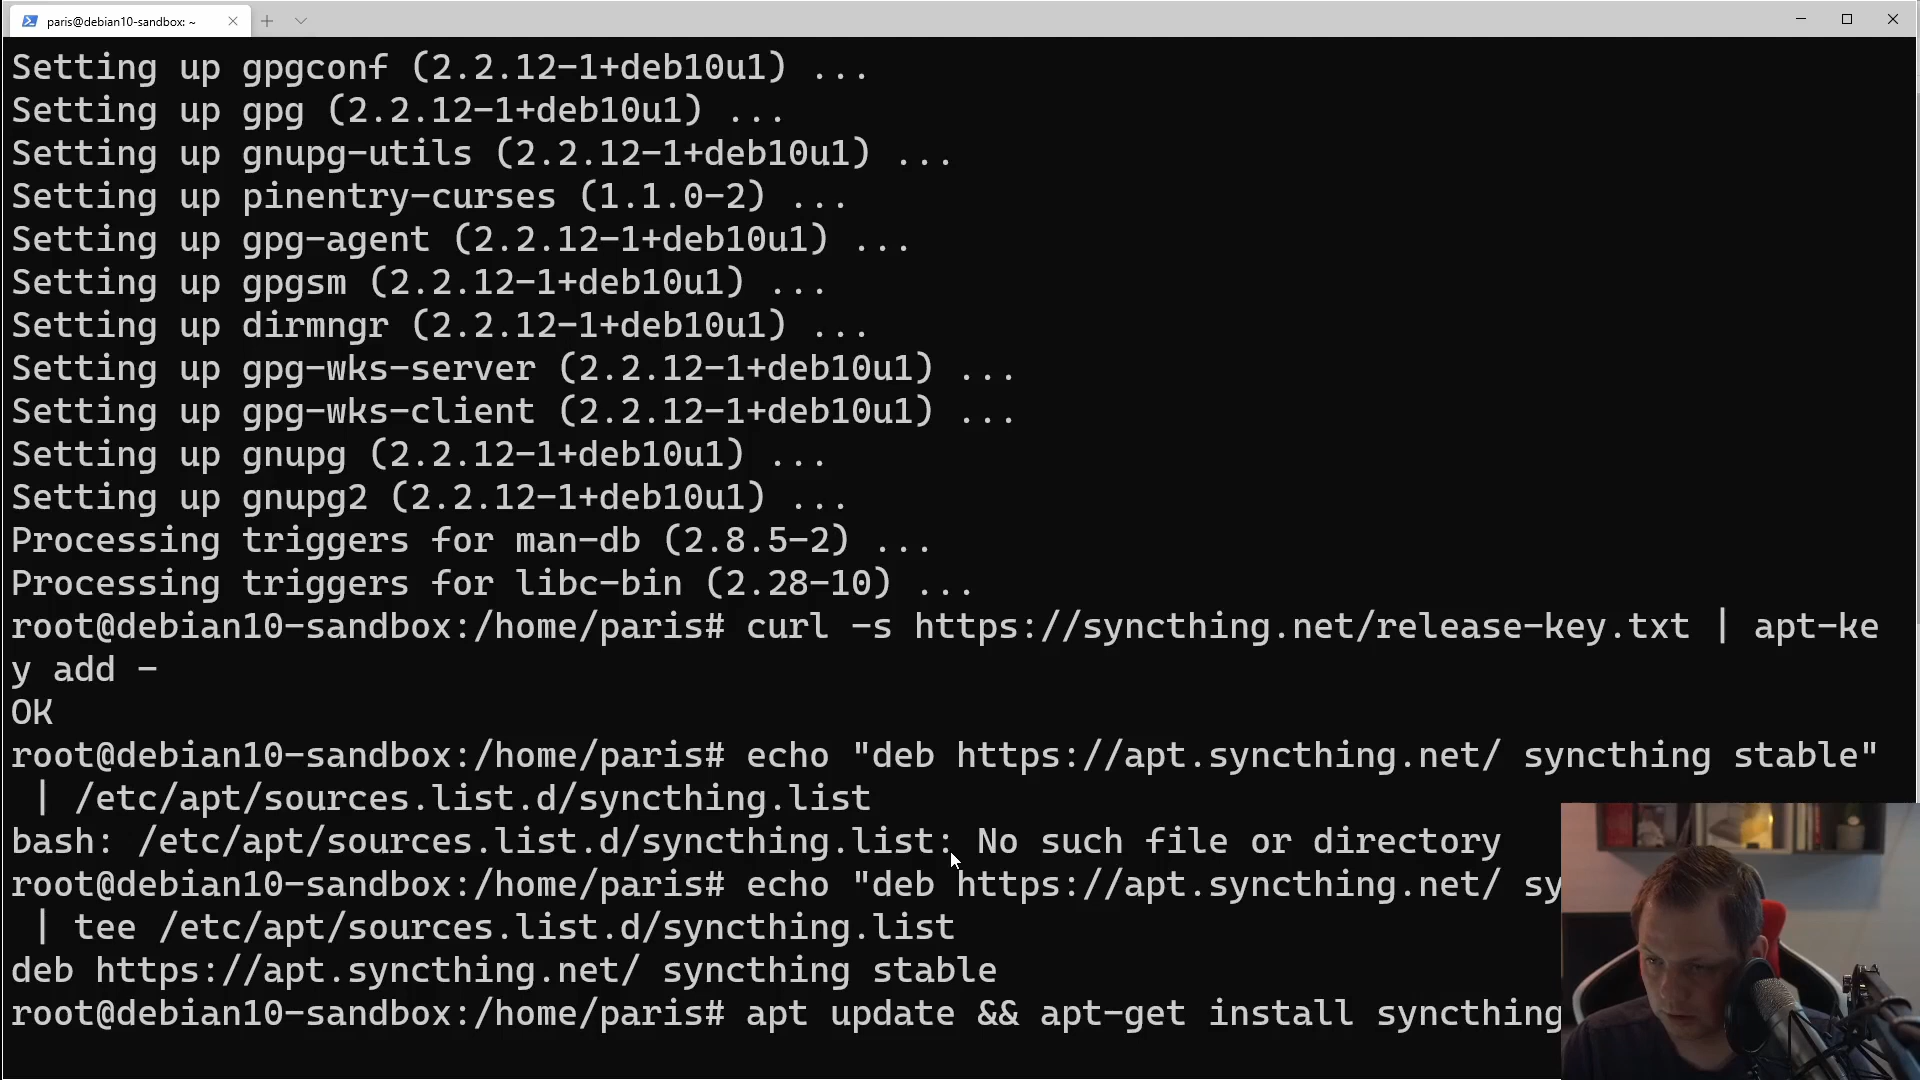 paris@debian10-sandbox: ~
Setting up gpgconf (2.2.12-1+deb10u1) ...
Setting up gpg (2.2.12-1+deb10u1) ...
Setting up gnupg-utils (2.2.12-1+deb10u1) ...
Setting up pinentry-curses (1.1.0-2) ...
Setting up gpg-agent (2.2.12-1+deb10u1) ...
Setting up gpgsm (2.2.12-1+deb10u1) ...
Setting up dirmngr (2.2.12-1+deb10u1) ...
Setting up gpg-wks-server (2.2.12-1+deb10u1) ...
Setting up gpg-wks-client (2.2.12-1+deb10u1) ...
Setting up gnupg (2.2.12-1+deb10u1) ...
Setting up gnupg2 (2.2.12-1+deb10u1) ...
Processing triggers for man-db (2.8.5-2) ...
Processing triggers for libc-bin (2.28-10) ...
root@debian10-sandbox:/home/paris# curl -s https://syncthing.net/release-key.txt | apt-ke
y add -
OK
root@debian10-sandbox:/home/paris# echo "deb https://apt.syncthing.net/ syncthing stable"
| /etc/apt/sources.list.d/syncthing.list
bash: /etc/apt/sources.list.d/syncthing.list: No such file or directory
root@debian10-sandbox:/home/paris# echo "deb https://apt.syncthing.net/ sy
| tee /etc/apt/sources.list.d/syncthing.list
deb https://apt.syncthing.net/ syncthing stable
root@debian10-sandbox:/home/paris# apt update && apt-get install syncthing